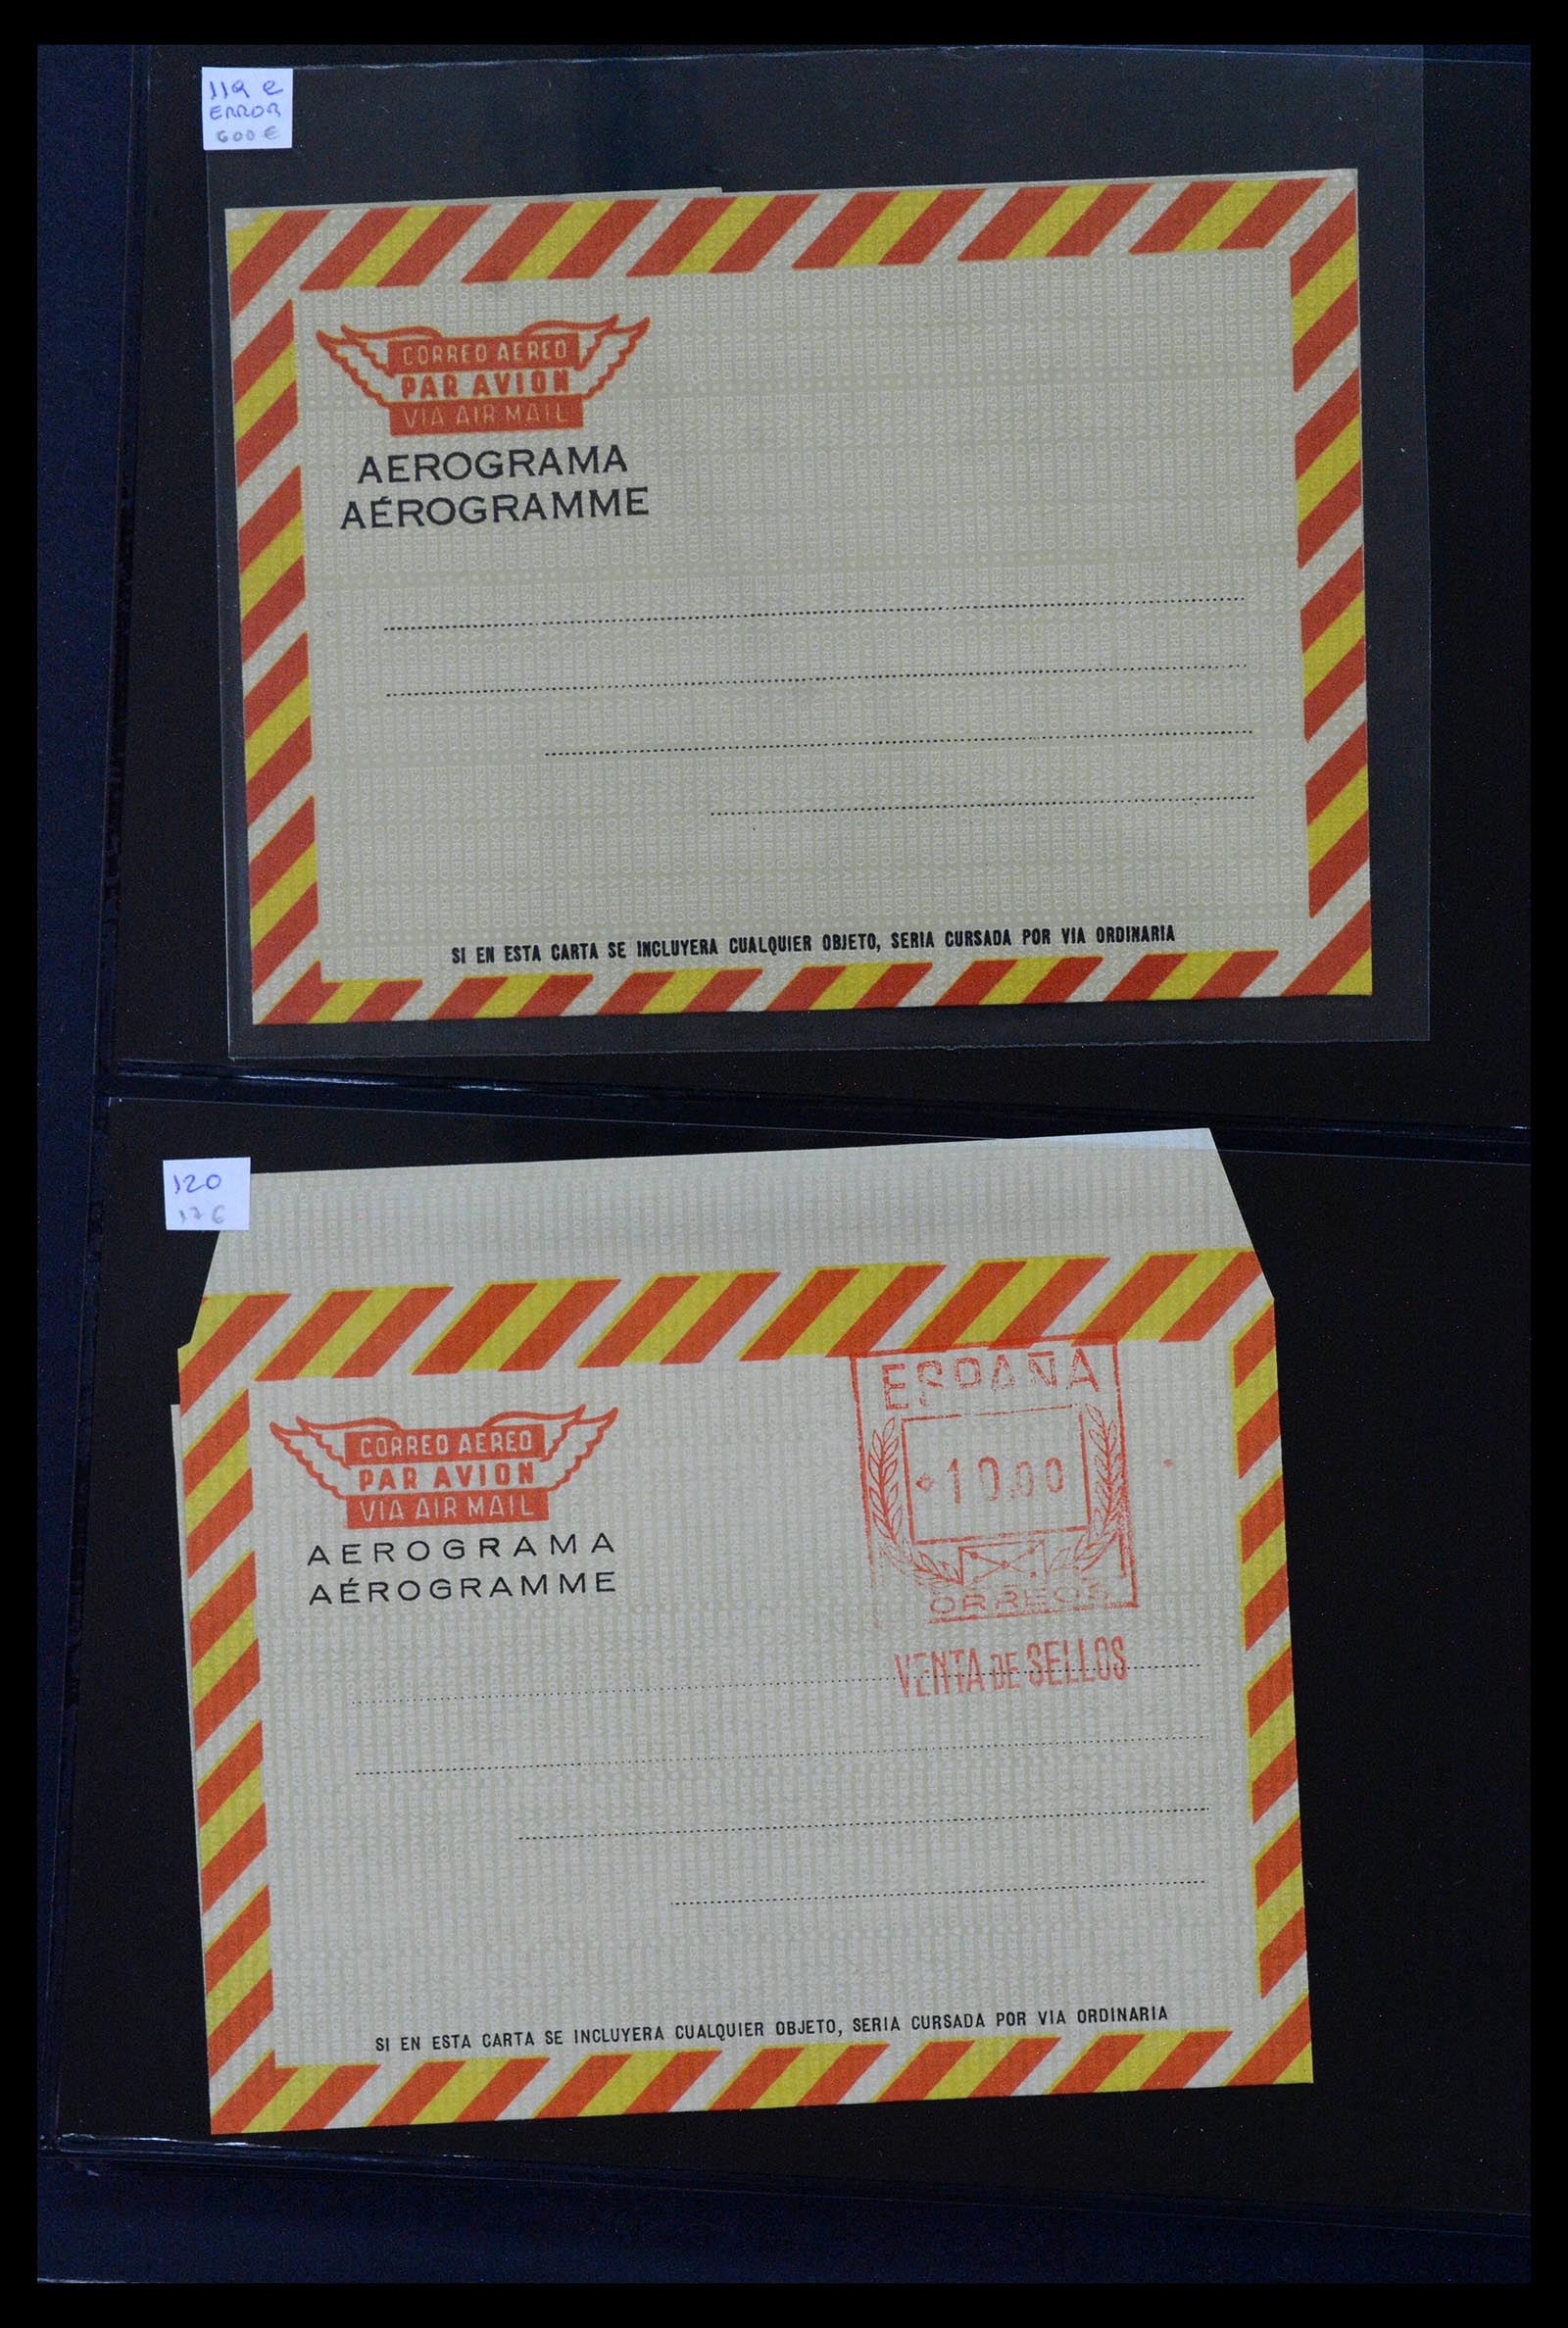 119 e
ERROR
600 €
CORREO AEREO
PAR AVION
VIA AIR MAIL
AEROGRAMA
AÉROGRAMME
SI EN ESTA CARTA SE INCLUYERA CUALQUIER OBJETO, SERIA CURSADA POR VIA ORDINARIA
120
17 €
ESPAÑA
CORREO AEREO
PAR AVION
VIA AIR MAIL
10.00
AEROGRAMA
AÉROGRAMME
ORREOS
VENTA DE SELLOS
SI EN ESTA CARTA SE INCLUYERA CUALQUIER OBJETO, SERIA CURSADA POR VIA ORDINARIA